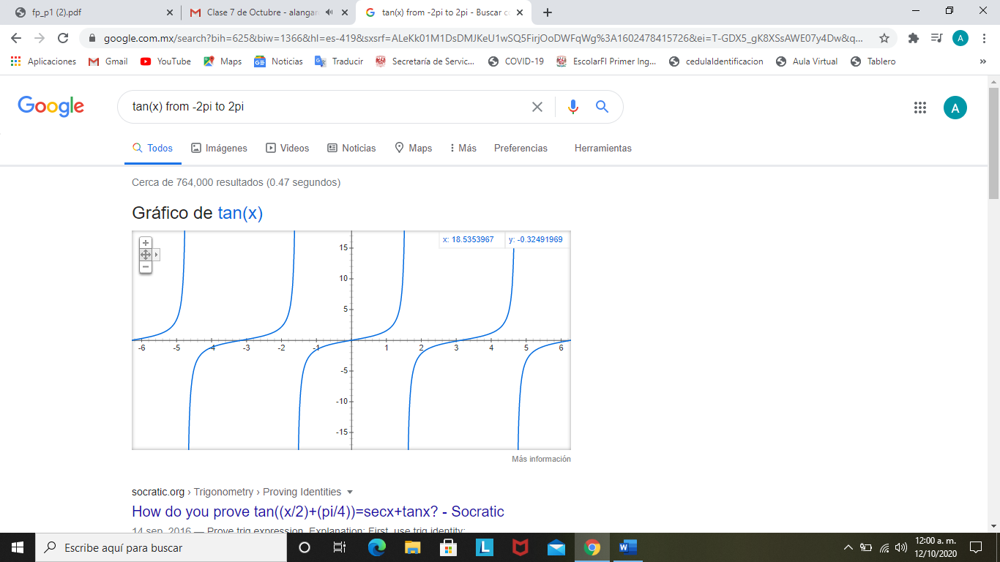 fp_p1 (2).pdf
Clase 7 de Octubre - alangan
tan(x) from -2pi to 2pi - Buscar c
google.com.mx/search?bih=625&biw=1366&hl=es-419&sxsrf=ALeKk01M1DsDMJKeU1wSQ5FirjOoDWFqWg%3A1602478415726&ei=T-GDX5_gK8XSsAWE07y4Dw&q...
A
Aplicaciones
Gmail
YouTube
Maps
Noticias
Traducir
Secretaría de Servic...
COVID-19
EscolarFI Primer Ing...
cedulaIdentificacion
Aula Virtual
Tablero
»
Google
tan(x) from -2pi to 2pi
A
Todos
Imágenes
Videos
Noticias
Maps
Más
Preferencias
Herramientas
Cerca de 764,000 resultados (0.47 segundos)
Gráfico de tan(x)
x: 18.5353967 y: -0.32491969
15
10
5
-6 -5 -4 -3 -2 -1 1 2 3 4 5 6
-5
-10
-15
Más información
socratic.org › Trigonometry › Proving Identities
How do you prove tan((x/2)+(pi/4))=secx+tanx? - Socratic
14 sep. 2016 — Prove trig expression. Explanation: First, use trig identity:
Escribe aquí para buscar
L
W
12:00 a. m.
12/10/2020